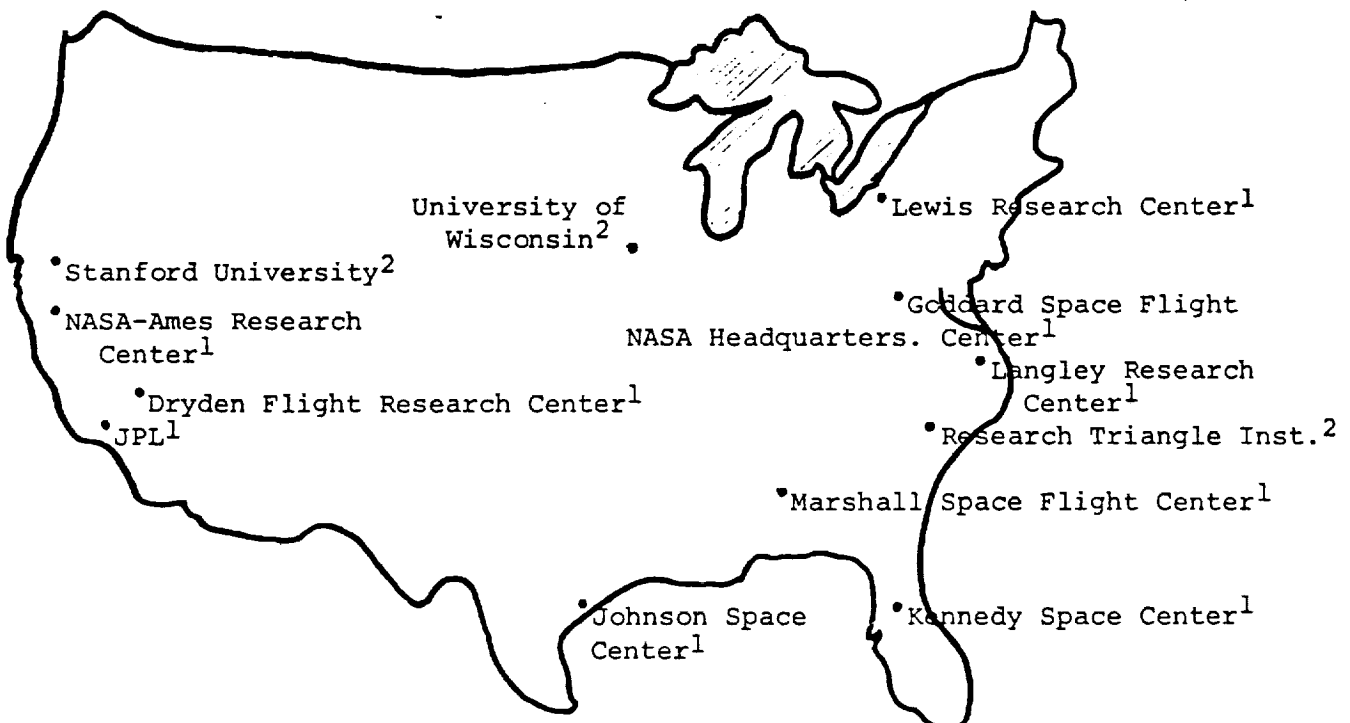 University of
Wisconsin²
Lewis Research Center¹
Stanford University²
NASA-Ames Research
Center¹
Goddard Space Flight
Center¹
NASA Headquarters.
Langley Research
Center¹
Dryden Flight Research Center¹
JPL¹
Research Triangle Inst.²
Marshall Space Flight Center¹
Johnson Space
Center¹
Kennedy Space Center¹